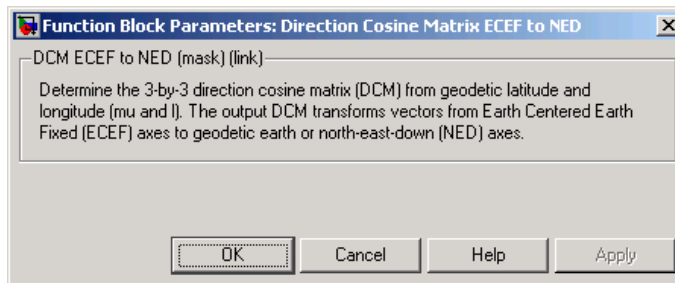 Function Block Parameters: Direction Cosine Matrix ECEF to NED
DCM ECEF to NED (mask) (link)
Determine the 3-by-3 direction cosine matrix (DCM) from geodetic latitude and
longitude (mu and l). The output DCM transforms vectors from Earth Centered Earth
Fixed (ECEF) axes to geodetic earth or north-east-down (NED) axes.
OK Cancel Help Apply